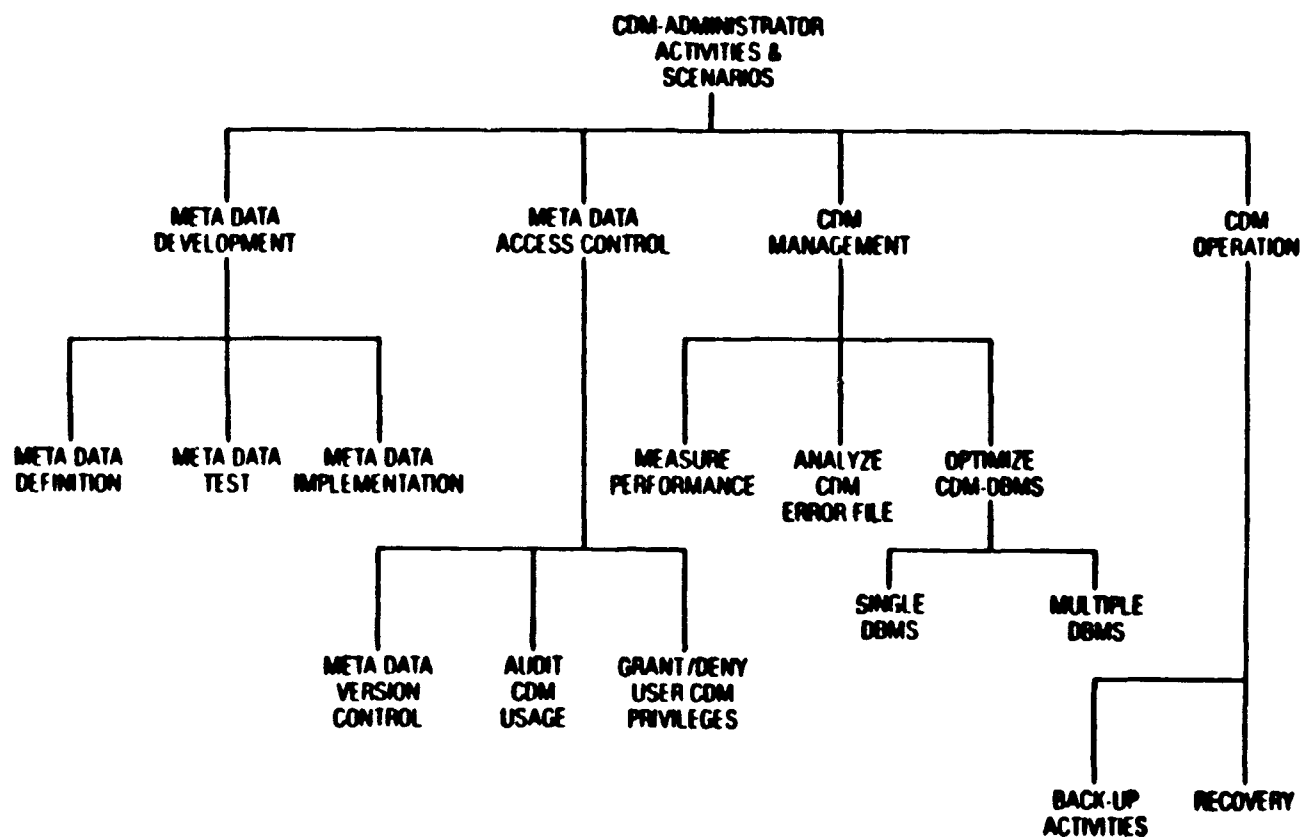 CDM-ADMINISTRATOR
ACTIVITIES &
SCENARIOS
META DATA
DEVELOPMENT
META DATA
ACCESS CONTROL
CDM
MANAGEMENT
CDM
OPERATION
META DATA
DEFINITION
META DATA
TEST
META DATA
IMPLEMENTATION
MEASURE
PERFORMANCE
ANALYZE
CDM
ERROR FILE
OPTIMIZE
CDM-DBMS
SINGLE
DBMS
MULTIPLE
DBMS
META DATA
VERSION
CONTROL
AUDIT
CDM
USAGE
GRANT/DENY
USER CDM
PRIVILEGES
BACK-UP
ACTIVITIES
RECOVERY